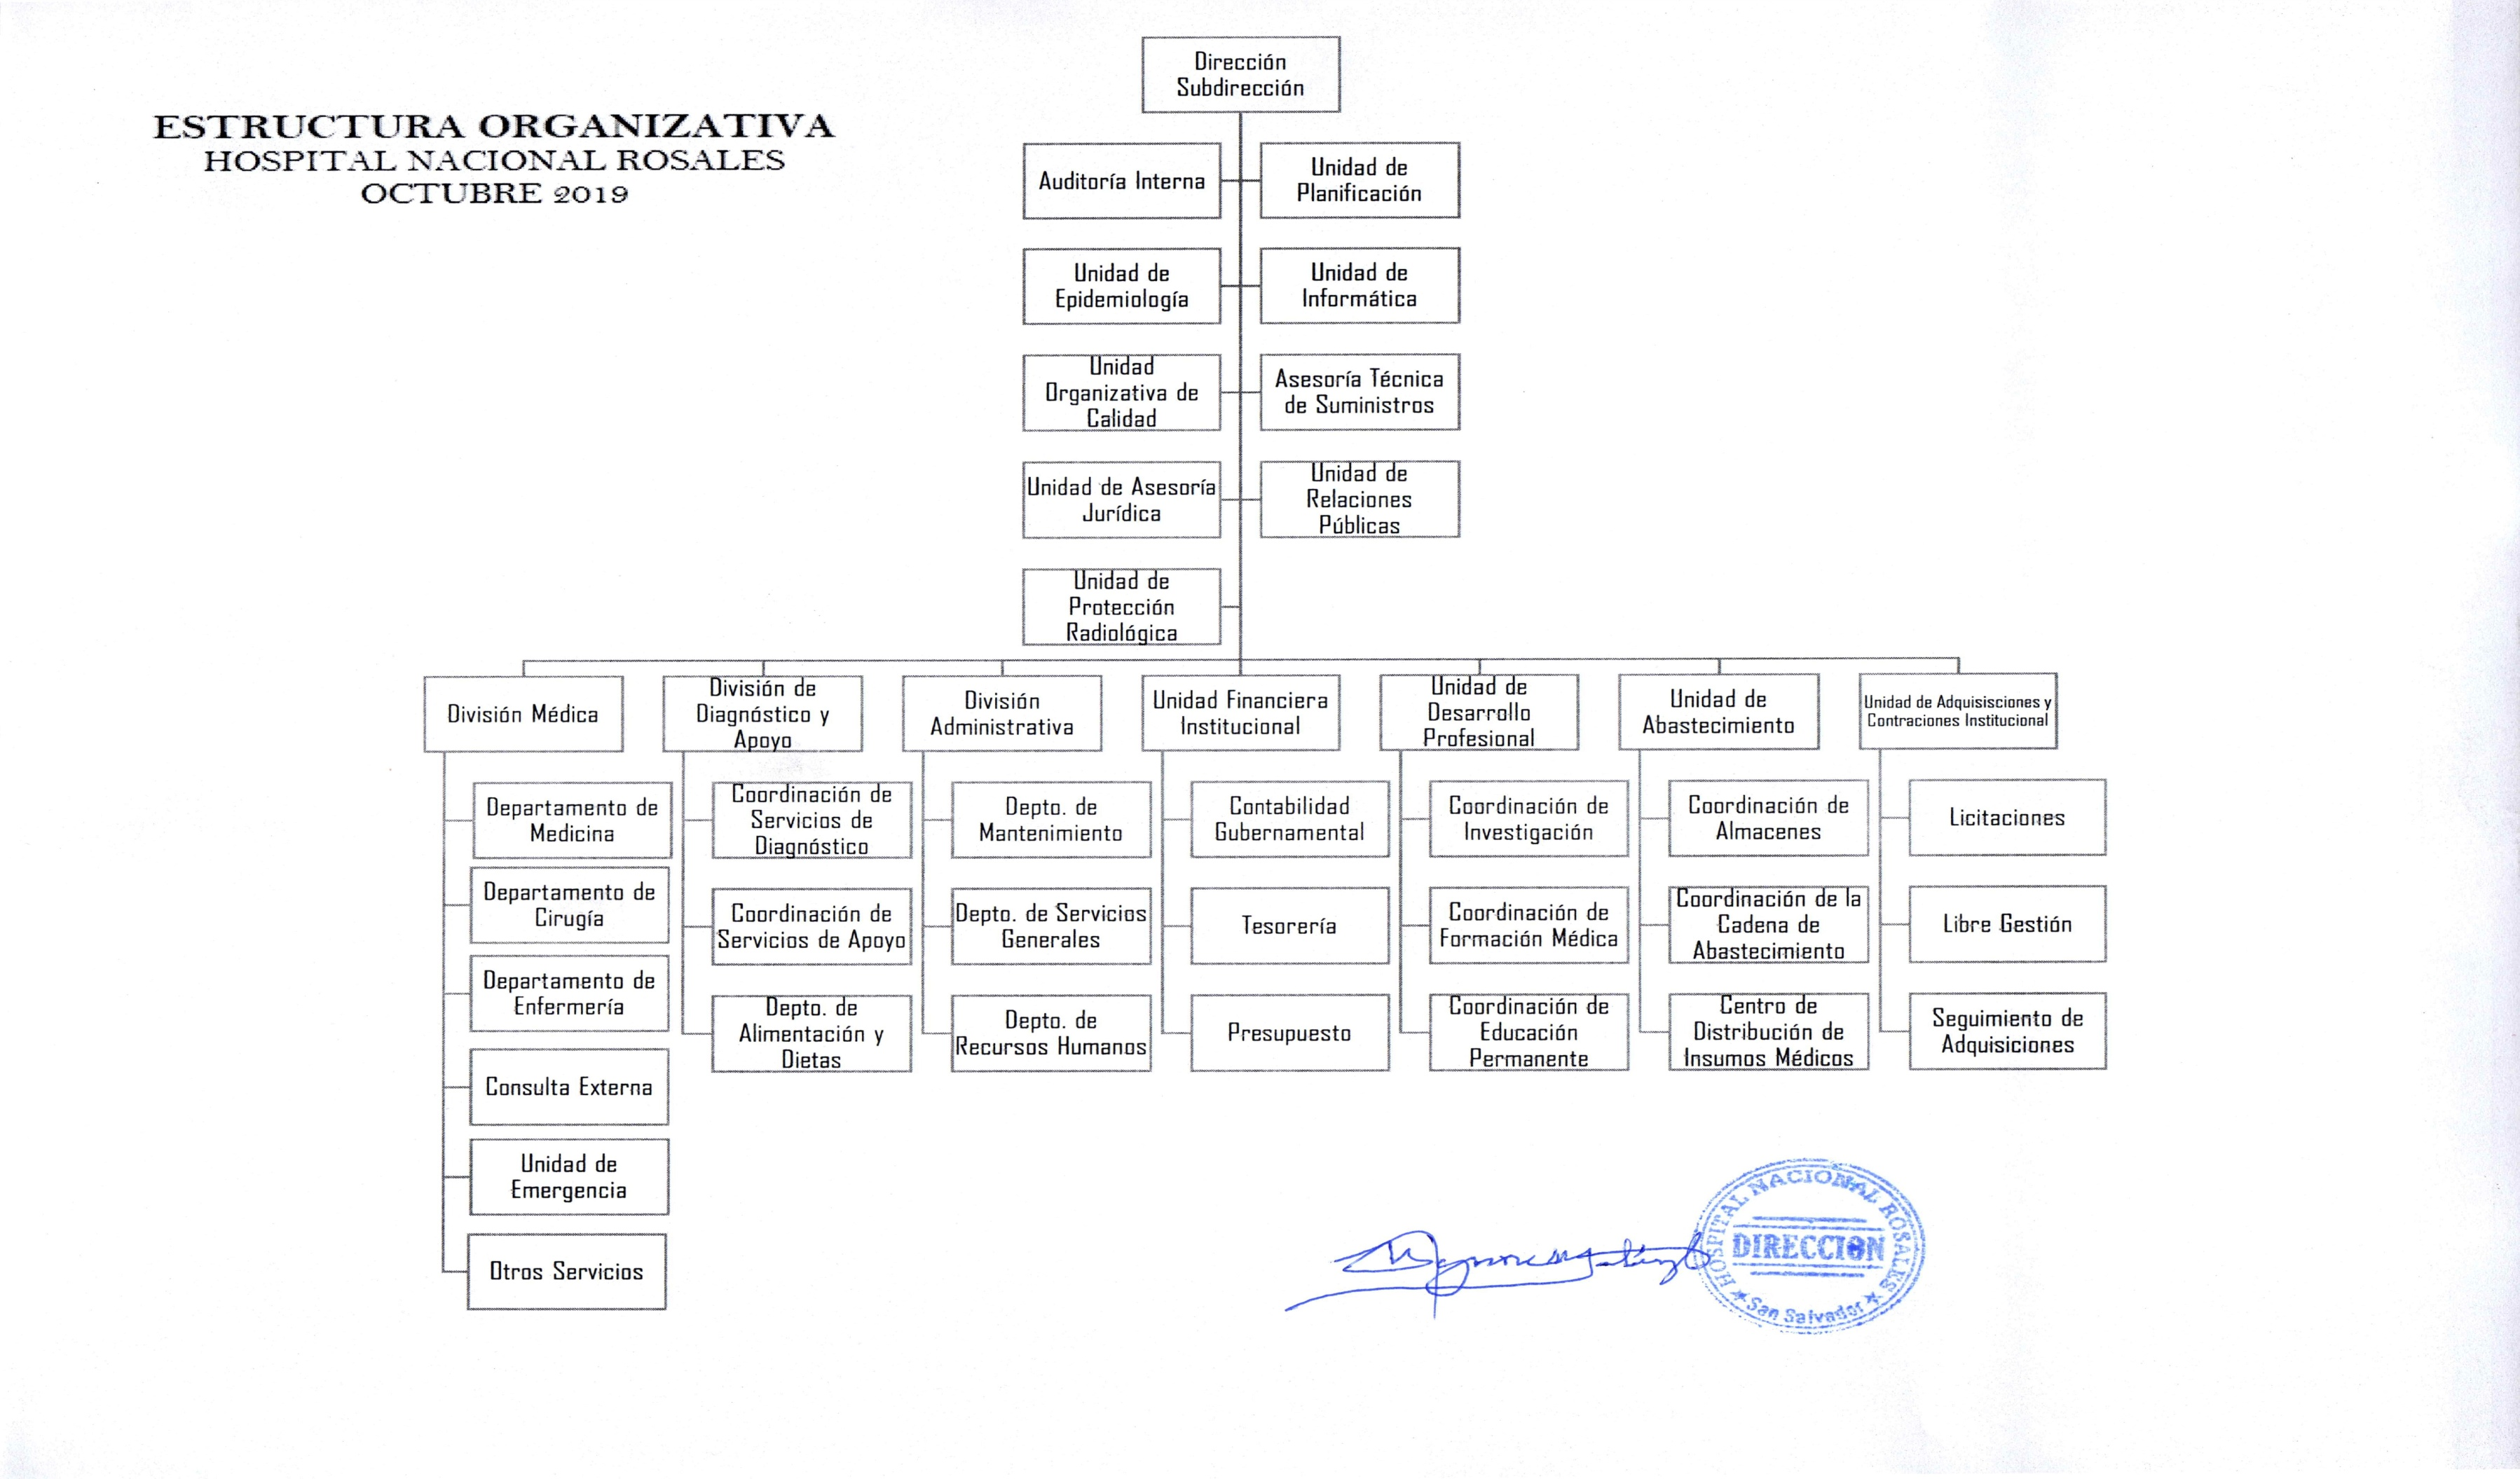 ESTRUCTURA ORGANIZATIVA
HOSPITAL NACIONAL ROSALES
OCTUBRE 2019
Dirección
Subdirección
Auditoría Interna
Unidad de
Planificación
Unidad de
Epidemiología
Unidad de
Informática
Unidad
Organizativa de
Calidad
Asesoría Técnica
de Suministros
Unidad de Asesoría
Jurídica
Unidad de
Relaciones
Públicas
Unidad de
Protección
Radiológica
División Médica
División de
Diagnóstico y
Apoyo
División
Administrativa
Unidad Financiera
Institucional
Unidad de
Desarrollo
Profesional
Unidad de
Abastecimiento
Unidad de Adquisisciones y
Contraciones Institucional
Departamento de
Medicina
Departamento de
Cirugía
Departamento de
Enfermería
Consulta Externa
Unidad de
Emergencia
Otros Servicios
Coordinación de
Servicios de
Diagnóstico
Coordinación de
Servicios de Apoyo
Depto. de
Alimentación y
Dietas
Depto. de
Mantenimiento
Depto. de Servicios
Generales
Depto. de
Recursos Humanos
Contabilidad
Gubernamental
Tesorería
Presupuesto
Coordinación de
Investigación
Coordinación de
Formación Médica
Coordinación de
Educación
Permanente
Coordinación de
Almacenes
Coordinación de la
Cadena de
Abastecimiento
Centro de
Distribución de
Insumos Médicos
Licitaciones
Libre Gestión
Seguimiento de
Adquisiciones
HOSPITAL NACIONAL ROSALES
DIRECCION
San Salvador